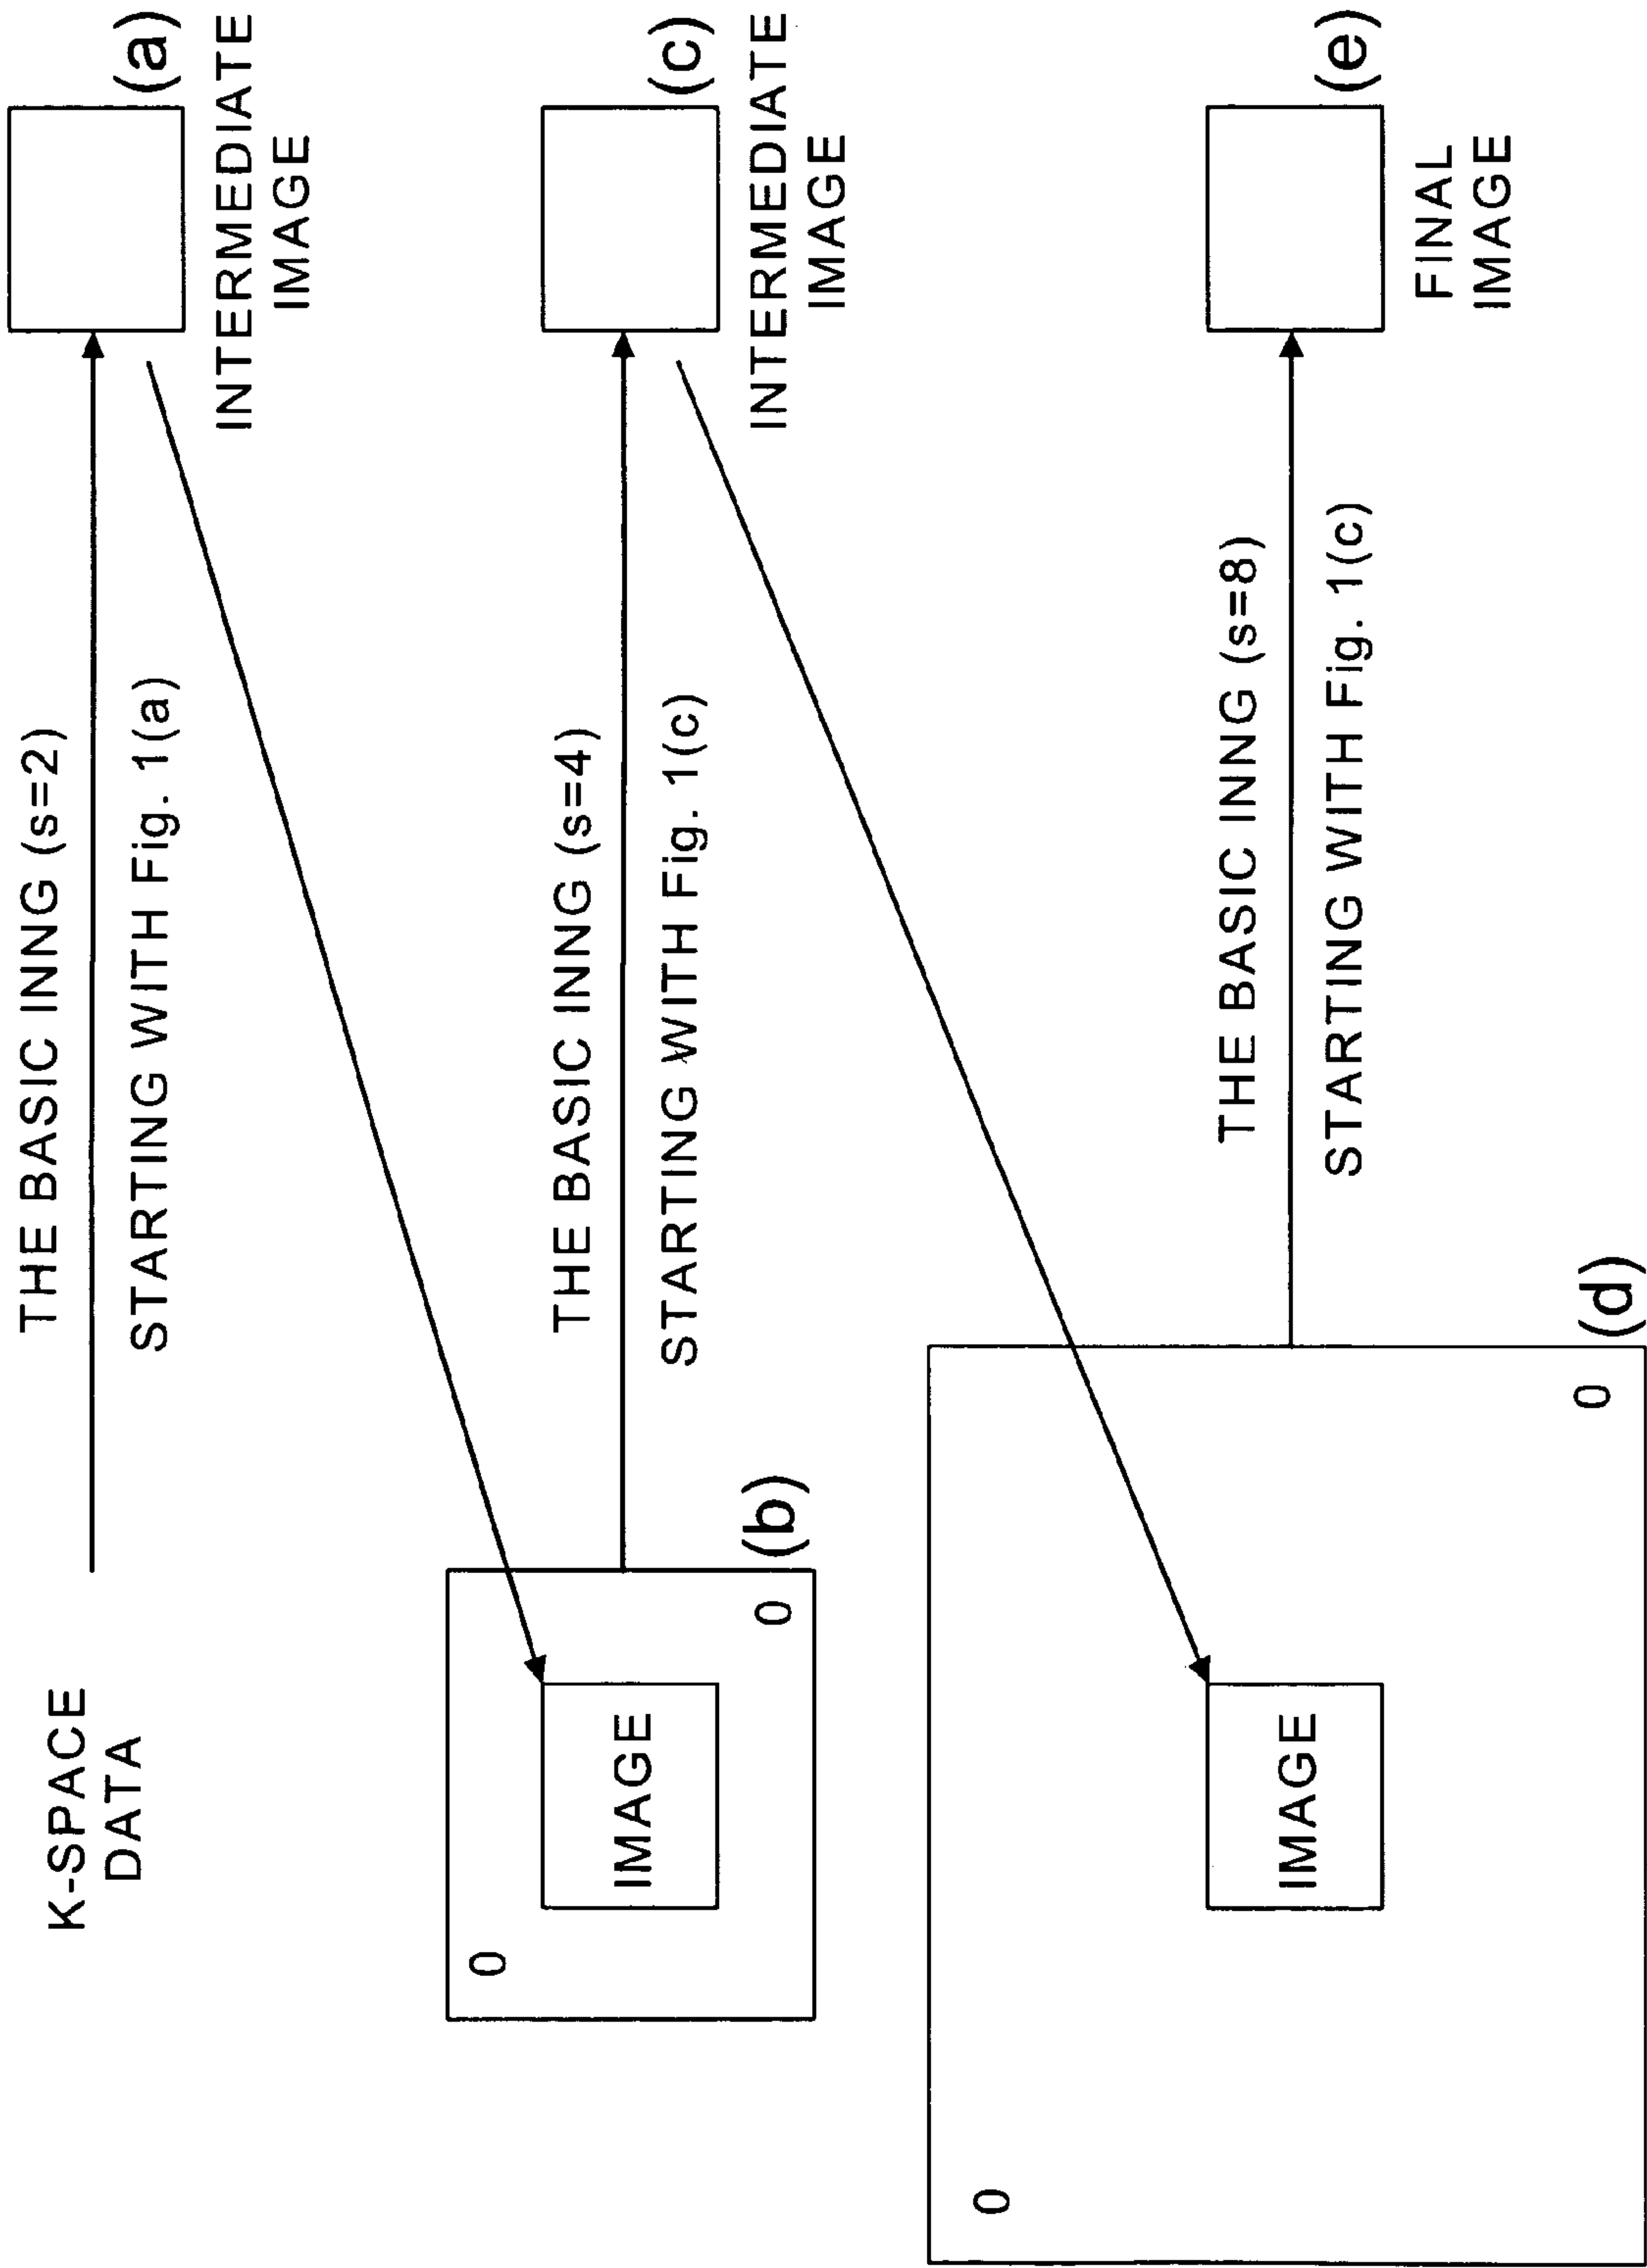 K-SPACE
DATA
THE BASIC INNG (s=2)
STARTING WITH Fig. 1(a)
(a)
INTERMEDIATE
IMAGE
0
IMAGE
0
(b)
THE BASIC INNG (s=4)
STARTING WITH Fig. 1(c)
(c)
INTERMEDIATE
IMAGE
0
IMAGE
0
(d)
THE BASIC INNG (s=8)
STARTING WITH Fig. 1(c)
(e)
FINAL
IMAGE